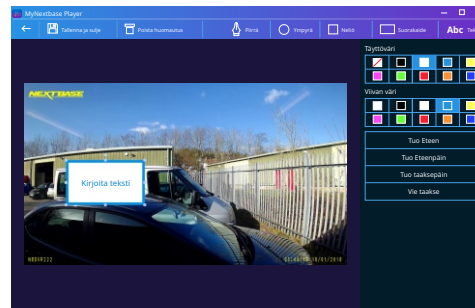 MyNextbase Player
Tallenna ja sulje
Poista huomautus
Piirrä
Ympyrä
Neliö
Suorakaide
Abc
Täyttöväri
Viivan väri
Tuo Eteen
Tuo Eteenpäin
Tuo taaksepäin
Vie taakse
NEXTBASE
Kirjoita teksti